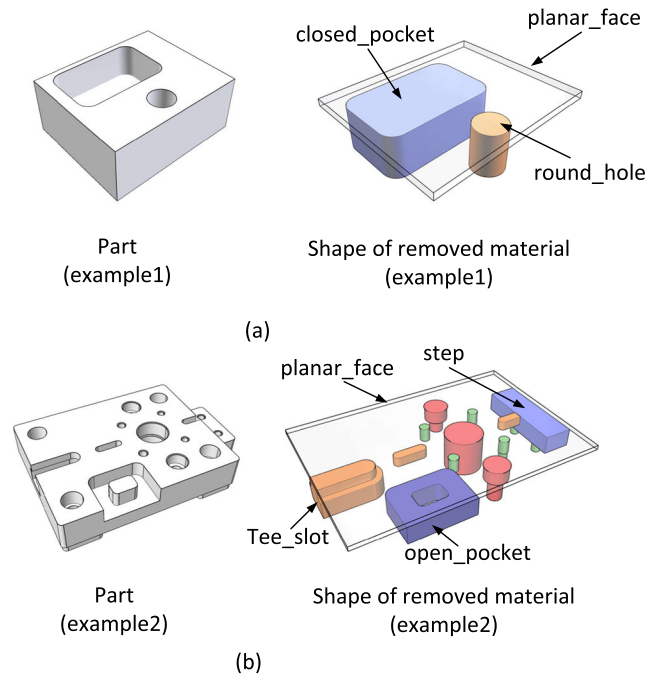 closed_pocket
planar_face
round_hole
Part
(example1)
Shape of removed material
(example1)
(a)
planar_face
step
Tee_slot
open_pocket
Part
(example2)
Shape of removed material
(example2)
(b)